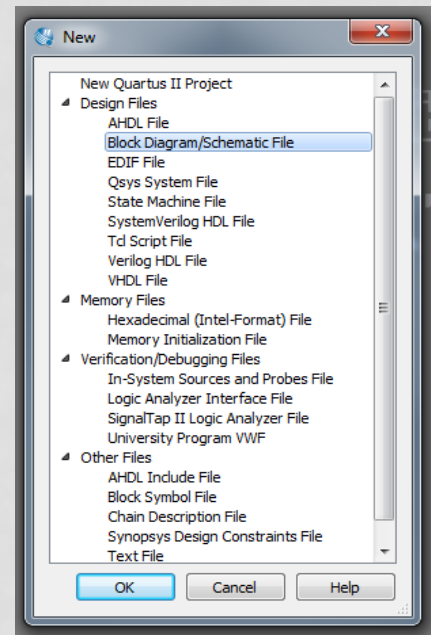 New
New Quartus II Project
Design Files
AHDL File
Block Diagram/Schematic File
EDIF File
Qsys System File
State Machine File
SystemVerilog HDL File
Tcl Script File
Verilog HDL File
VHDL File
Memory Files
Hexadecimal (Intel-Format) File
Memory Initialization File
Verification/Debugging Files
In-System Sources and Probes File
Logic Analyzer Interface File
SignalTap II Logic Analyzer File
University Program VWF
Other Files
AHDL Include File
Block Symbol File
Chain Description File
Synopsys Design Constraints File
Text File
OK Cancel Help